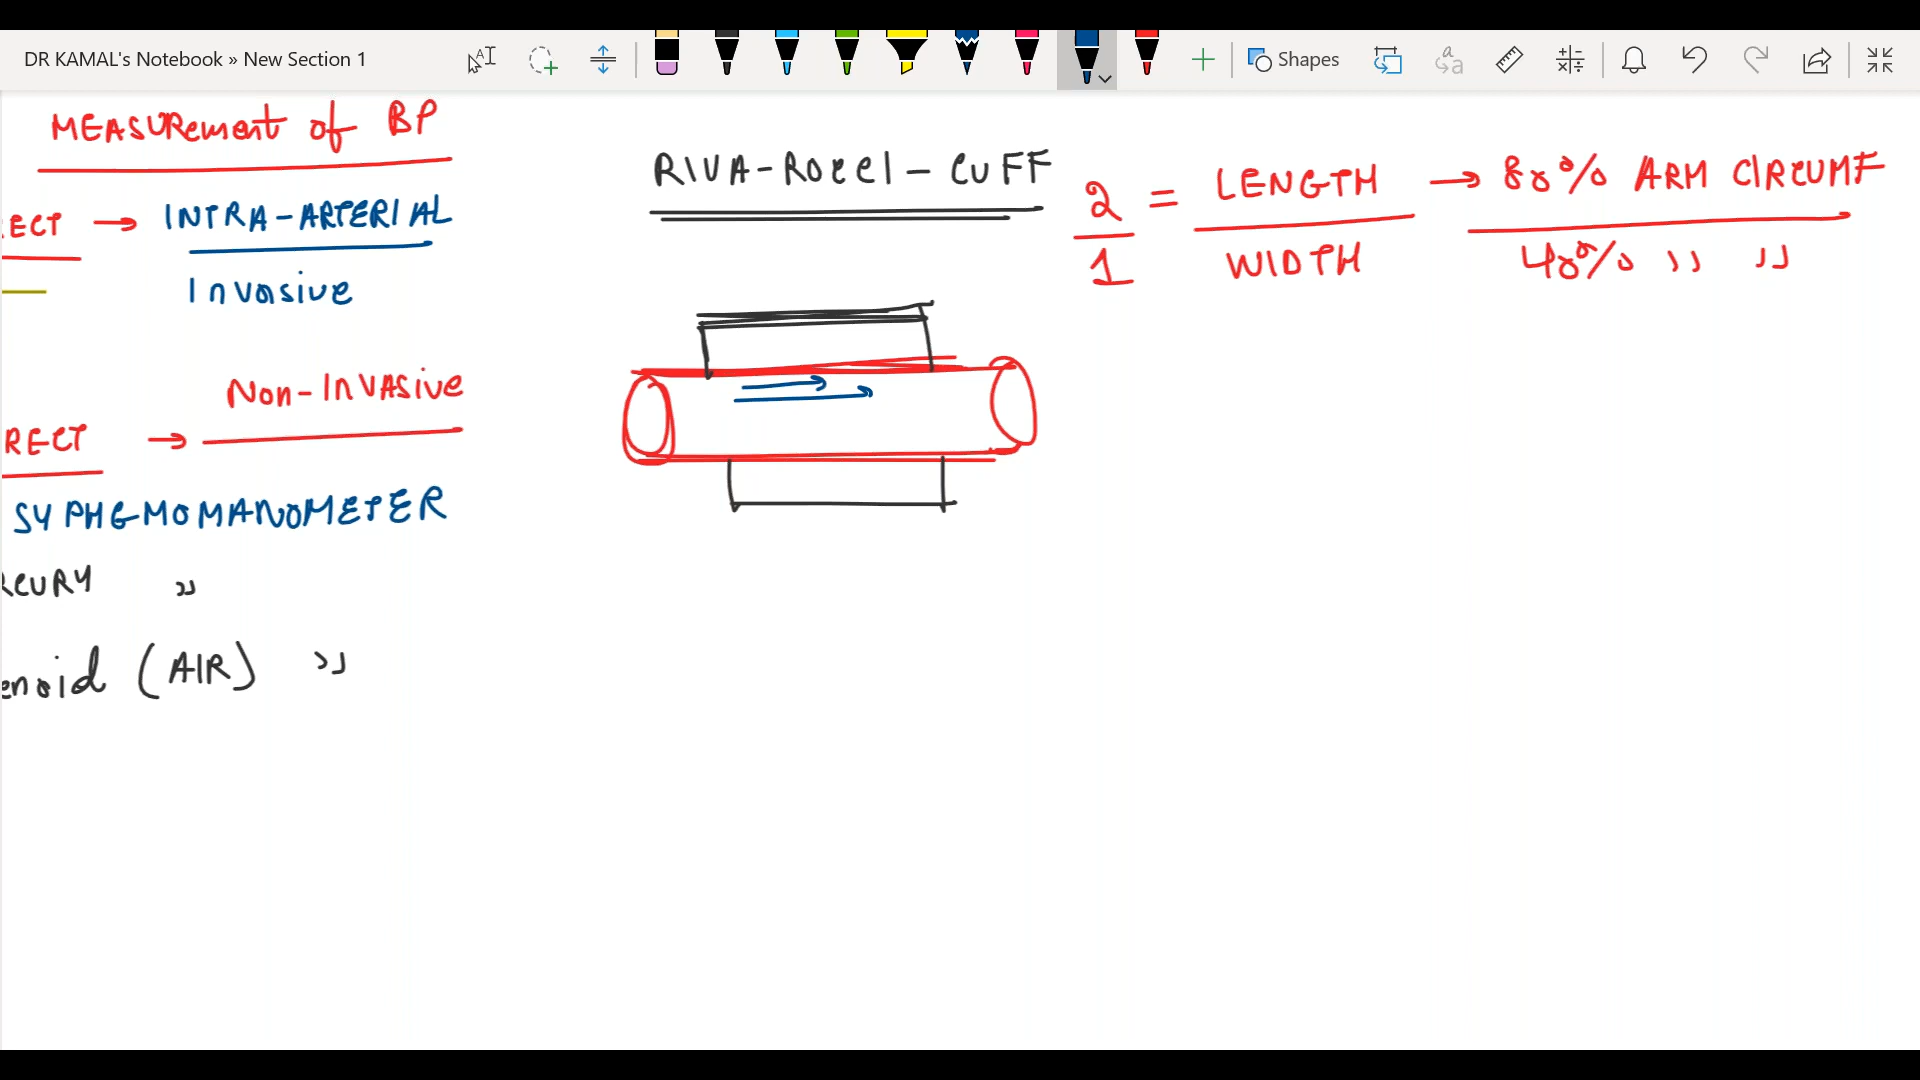 DR KAMAL's Notebook » New Section 1
Shapes
MEASURement of BP
RECT → INTRA-ARTERIAL
Invasive
Non-INVASive
RECT →
SYPHGMOMANOMETER
RCURY ״
enoid (AIR) ״
RIVA-Rocci-CUFF
2/1 = LENGTH/WIDTH → 80% ARM CIRCUMF
40% ״ ״